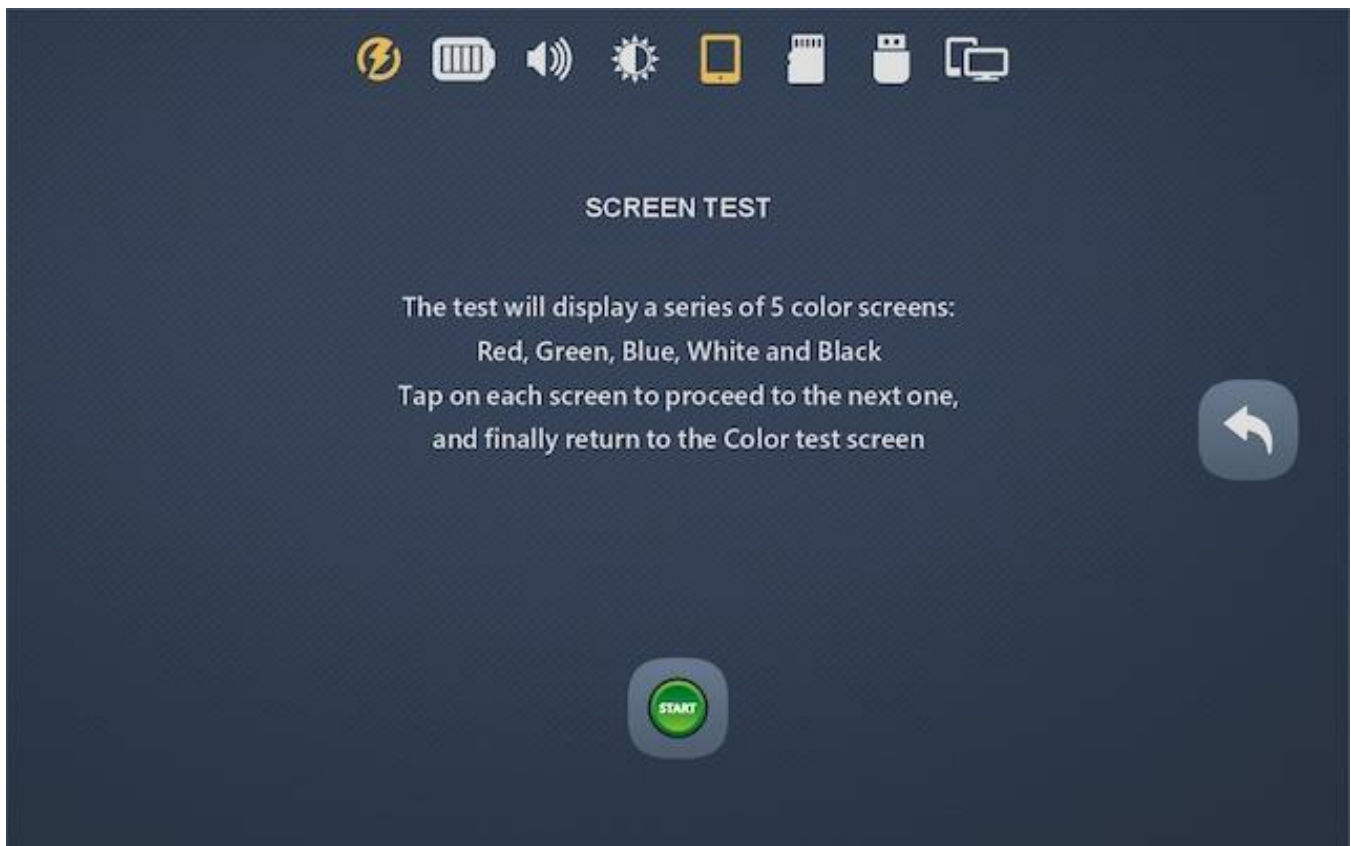 SCREEN TEST
The test will display a series of 5 color screens:
Red, Green, Blue, White and Black
Tap on each screen to proceed to the next one,
and finally return to the Color test screen
START